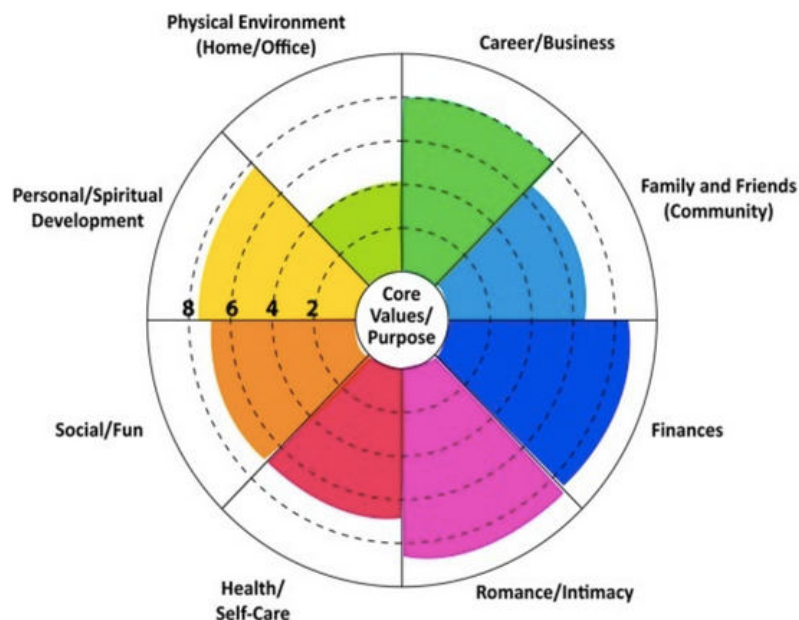 Physical Environment
(Home/Office)
Career/Business
Personal/Spiritual
Development
Family and Friends
(Community)
8 6 4 2
Core
Values/
Purpose
Social/Fun
Finances
Health/
Self-Care
Romance/Intimacy